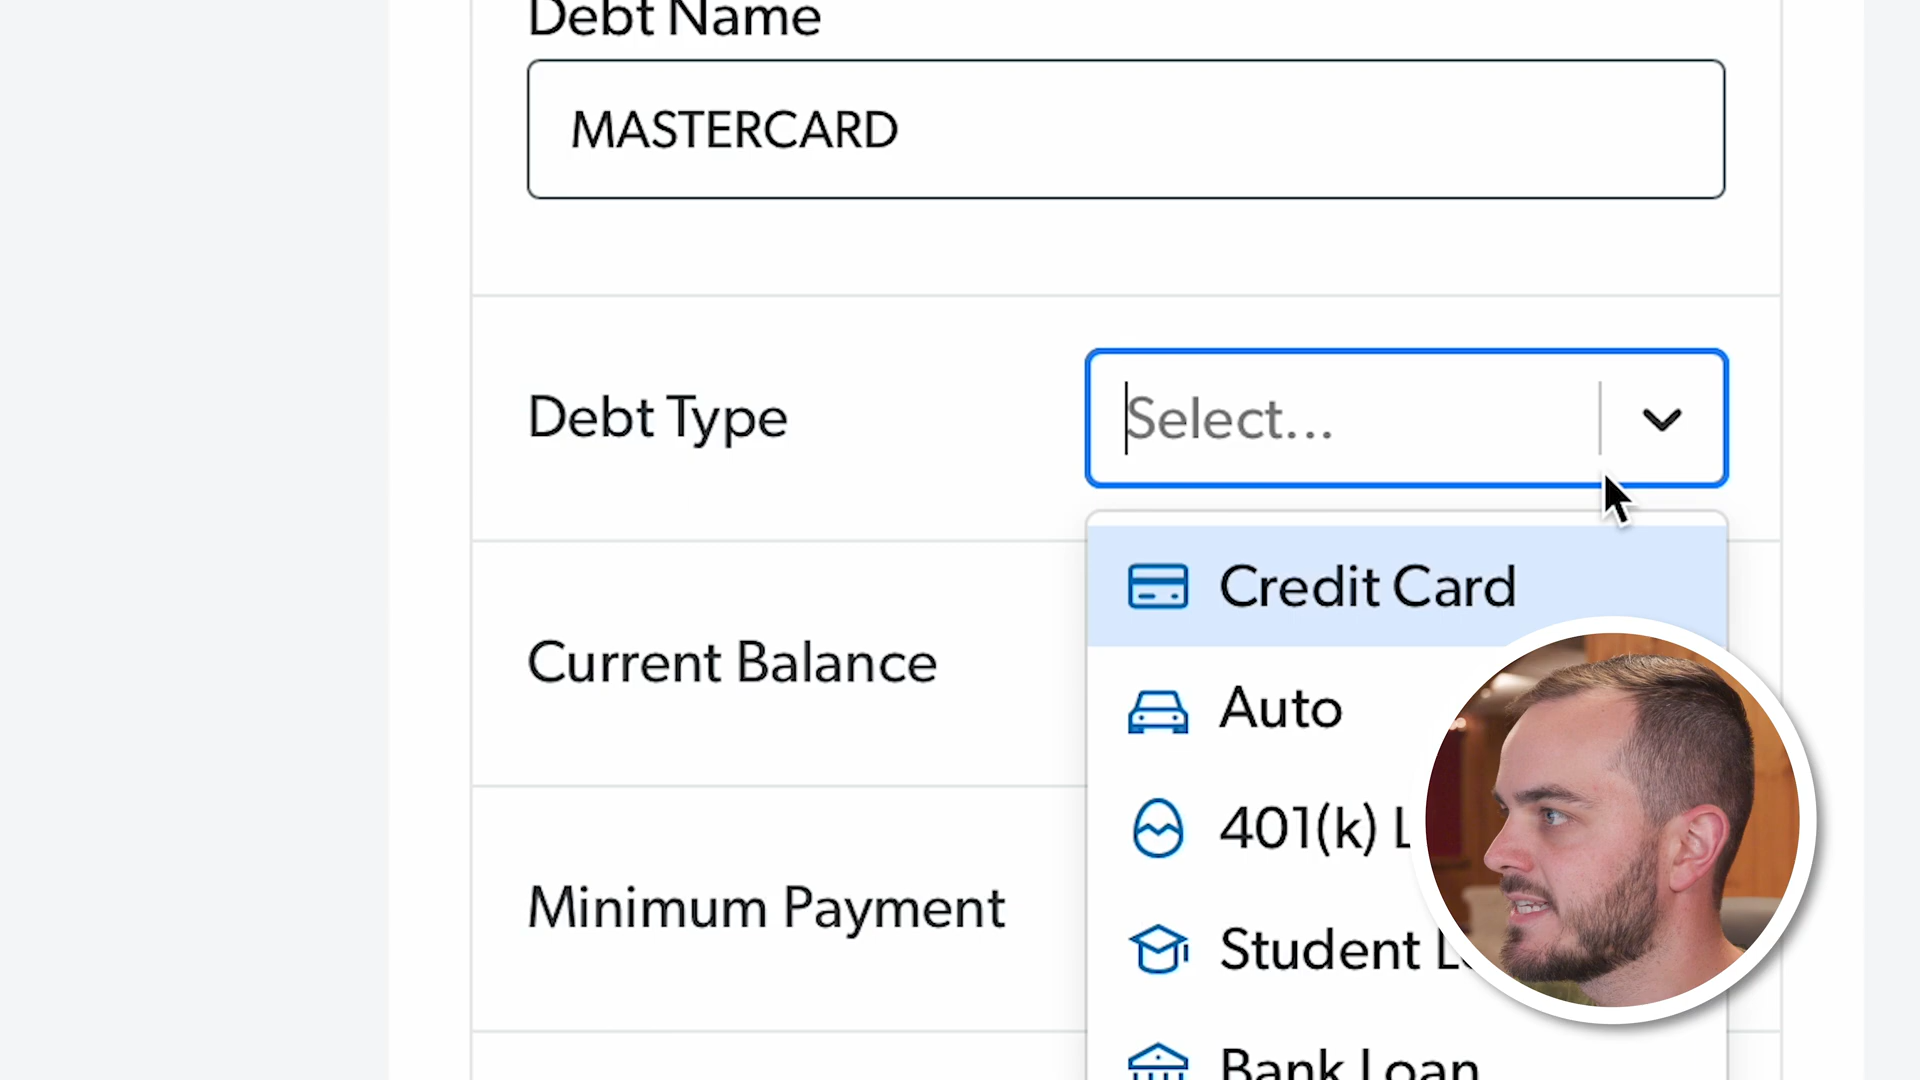 Debt Name
MASTERCARD
Debt Type
Select...
Credit Card
Current Balance
Auto
401(k)
Minimum Payment
Student
Bank Loan